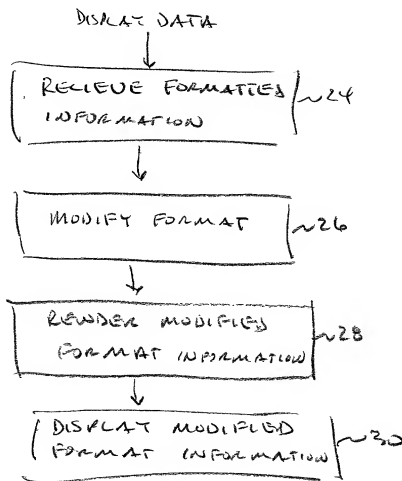 DISPLAY DATA
RECIEVE FORMATTED
INFORMATION
~24
MODIFY FORMAT
~26
RENDER MODIFIED
FORMAT INFORMATION
~28
DISPLAY MODIFIED
FORMAT INFORMATION
~30